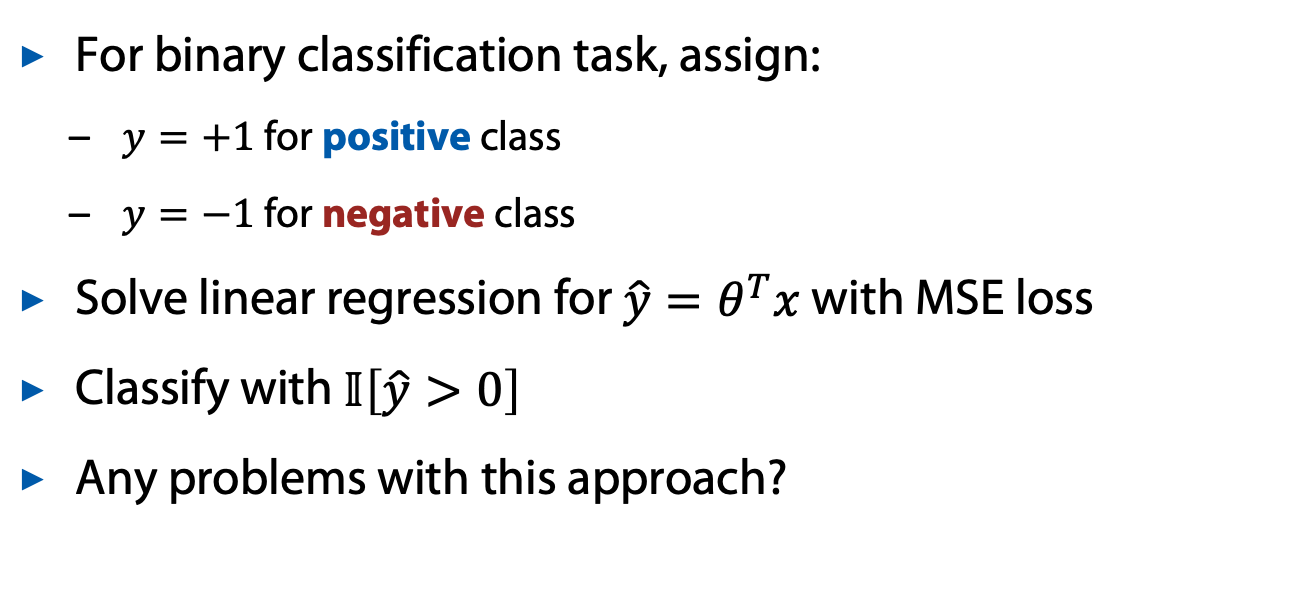 ▶ For binary classification task, assign:
– y = +1 for positive class
– y = −1 for negative class
▶ Solve linear regression for ŷ = θᵀx with MSE loss
▶ Classify with 𝕀[ŷ > 0]
▶ Any problems with this approach?